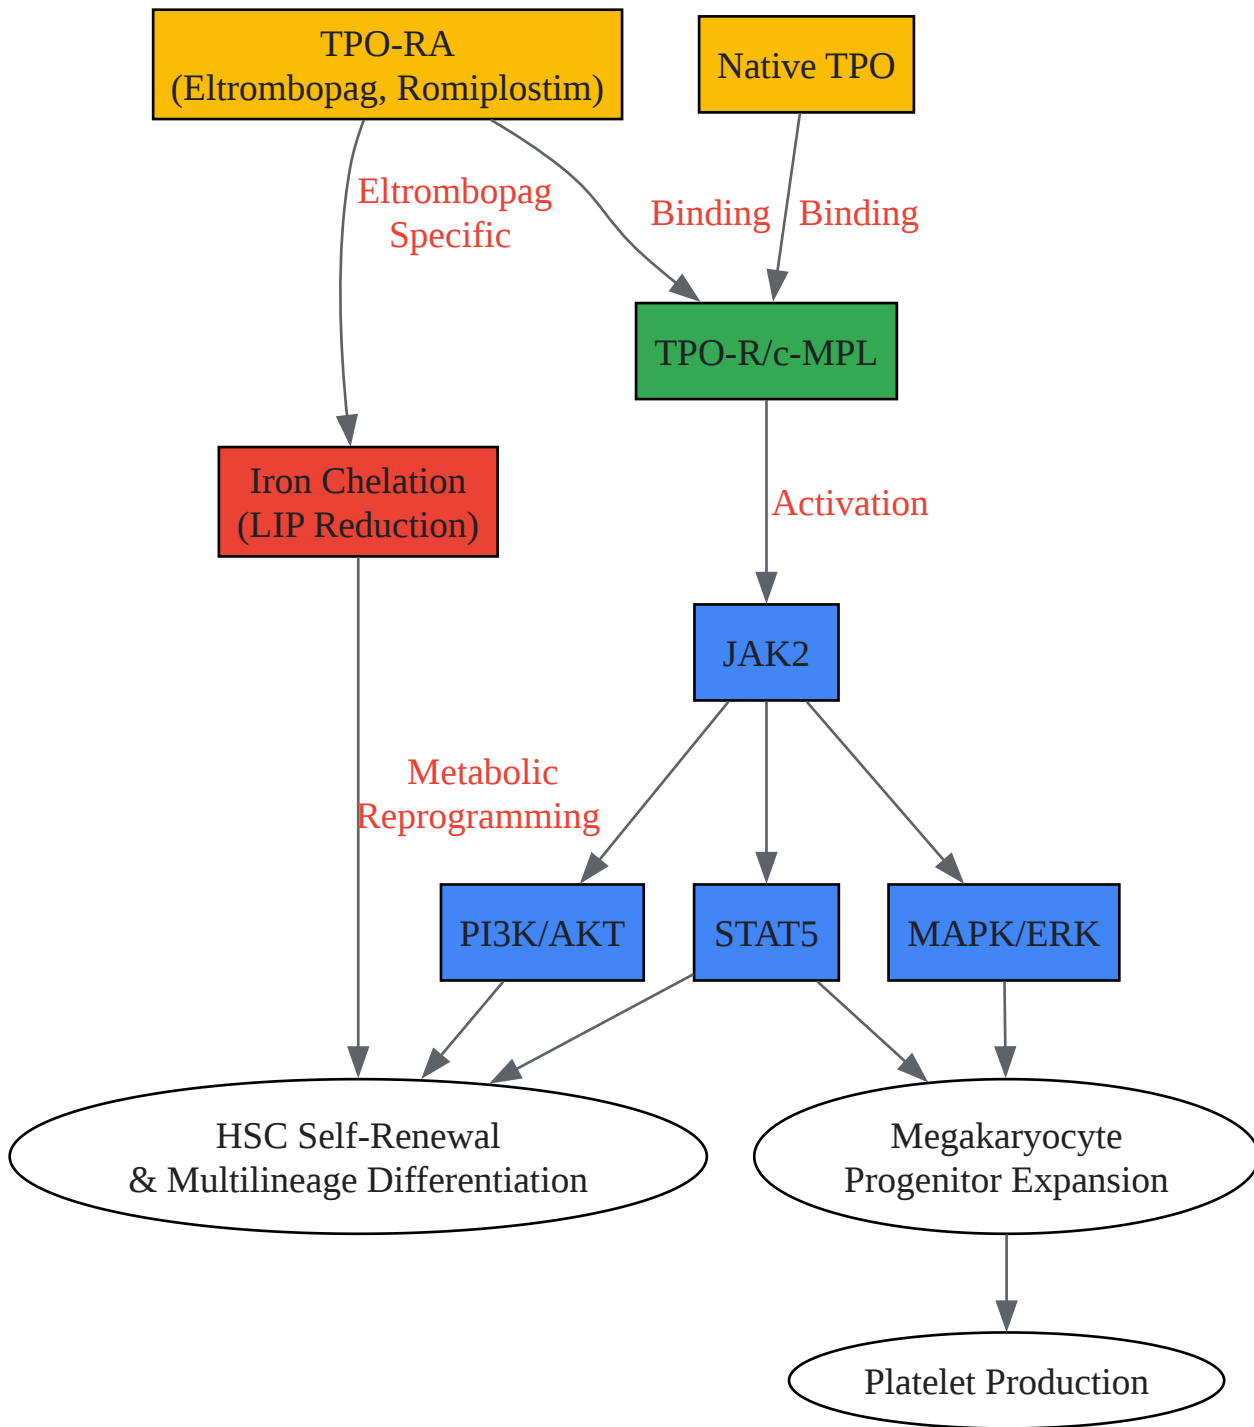 TPO-RA
(Eltrombopag, Romiplostim)
Native TPO
Eltrombopag
Specific
Binding
Binding
TPO-R/c-MPL
Iron Chelation
(LIP Reduction)
Activation
JAK2
Metabolic
Reprogramming
PI3K/AKT
STAT5
MAPK/ERK
HSC Self-Renewal
& Multilineage Differentiation
Megakaryocyte
Progenitor Expansion
Platelet Production